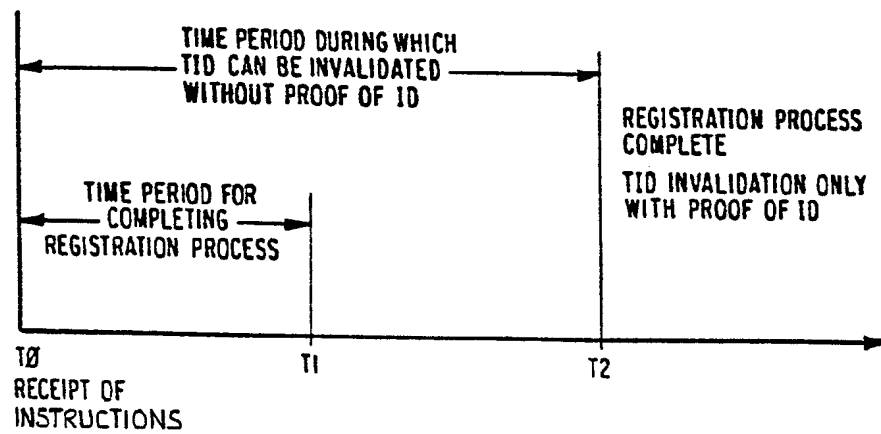 TIME PERIOD DURING WHICH
TID CAN BE INVALIDATED
WITHOUT PROOF OF ID
REGISTRATION PROCESS
COMPLETE
TID INVALIDATION ONLY
WITH PROOF OF ID
TIME PERIOD FOR
COMPLETING
REGISTRATION PROCESS
TØ
RECEIPT OF
INSTRUCTIONS
T1
T2